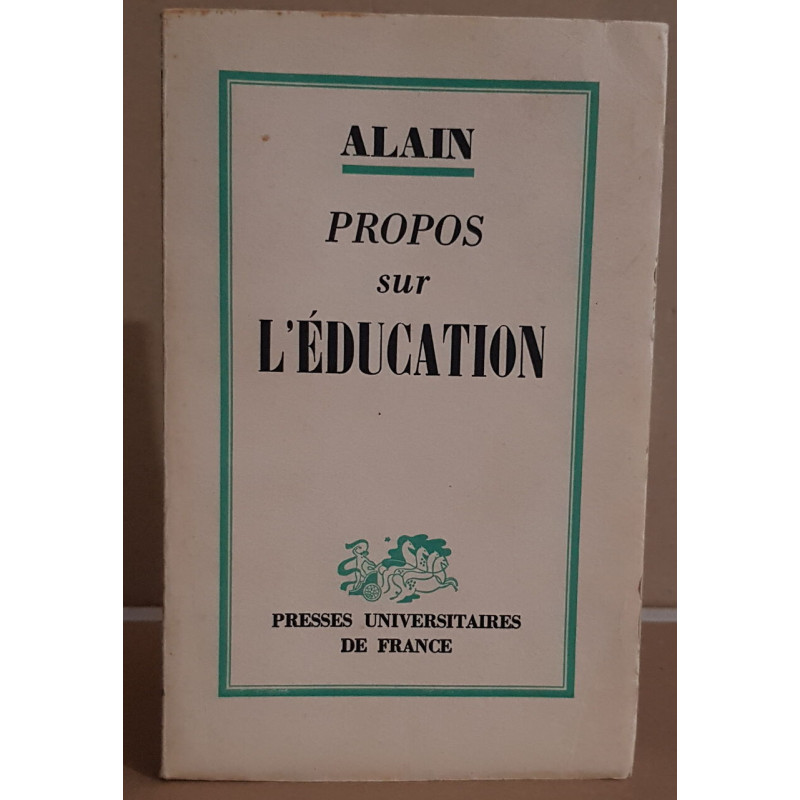 ALAIN
PROPOS
sur
L'ÉDUCATION
PRESSES UNIVERSITAIRES
DE FRANCE